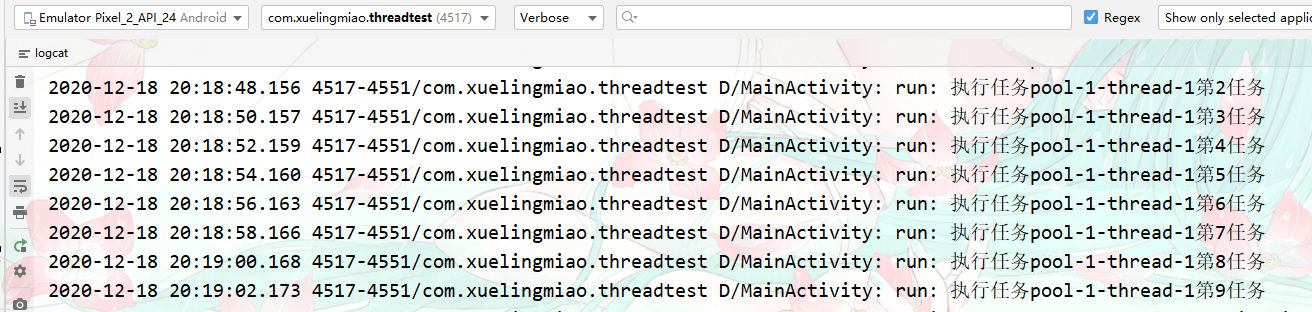 Emulator Pixel_2_API_24 Android com.xuelingmiao.threadtest (4517) Verbose Regex Show only selected applic
logcat
2020-12-18 20:18:48.156 4517-4551/com.xuelingmiao.threadtest D/MainActivity: run: 执行任务pool-1-thread-1第2任务
2020-12-18 20:18:50.157 4517-4551/com.xuelingmiao.threadtest D/MainActivity: run: 执行任务pool-1-thread-1第3任务
2020-12-18 20:18:52.159 4517-4551/com.xuelingmiao.threadtest D/MainActivity: run: 执行任务pool-1-thread-1第4任务
2020-12-18 20:18:54.160 4517-4551/com.xuelingmiao.threadtest D/MainActivity: run: 执行任务pool-1-thread-1第5任务
2020-12-18 20:18:56.163 4517-4551/com.xuelingmiao.threadtest D/MainActivity: run: 执行任务pool-1-thread-1第6任务
2020-12-18 20:18:58.166 4517-4551/com.xuelingmiao.threadtest D/MainActivity: run: 执行任务pool-1-thread-1第7任务
2020-12-18 20:19:00.168 4517-4551/com.xuelingmiao.threadtest D/MainActivity: run: 执行任务pool-1-thread-1第8任务
2020-12-18 20:19:02.173 4517-4551/com.xuelingmiao.threadtest D/MainActivity: run: 执行任务pool-1-thread-1第9任务